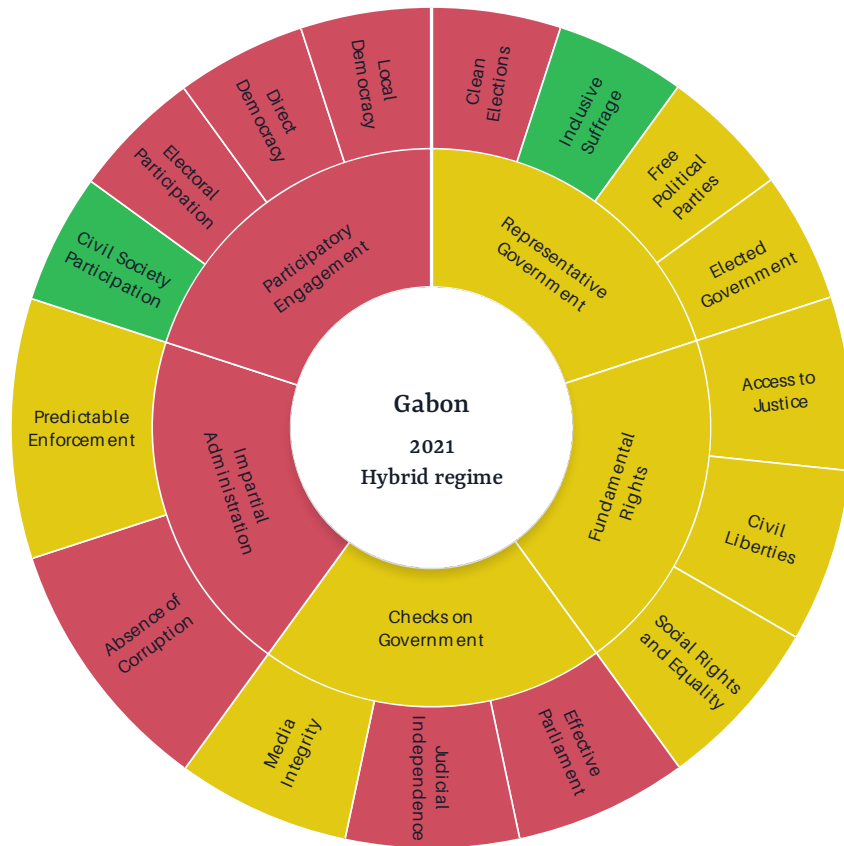 Gabon
2021
Hybrid regime
Representative
Government
Clean
Elections
Inclusive
Suffrage
Free
Political
Parties
Elected
Government
Fundamental
Rights
Access to
Justice
Civil
Liberties
Social Rights
and Equality
Checks on
Government
Effective
Parliament
Judicial
Independence
Media
Integrity
Impartial
Administration
Absence of
Corruption
Predictable
Enforcement
Participatory
Engagement
Civil Society
Participation
Electoral
Participation
Direct
Democracy
Local
Democracy